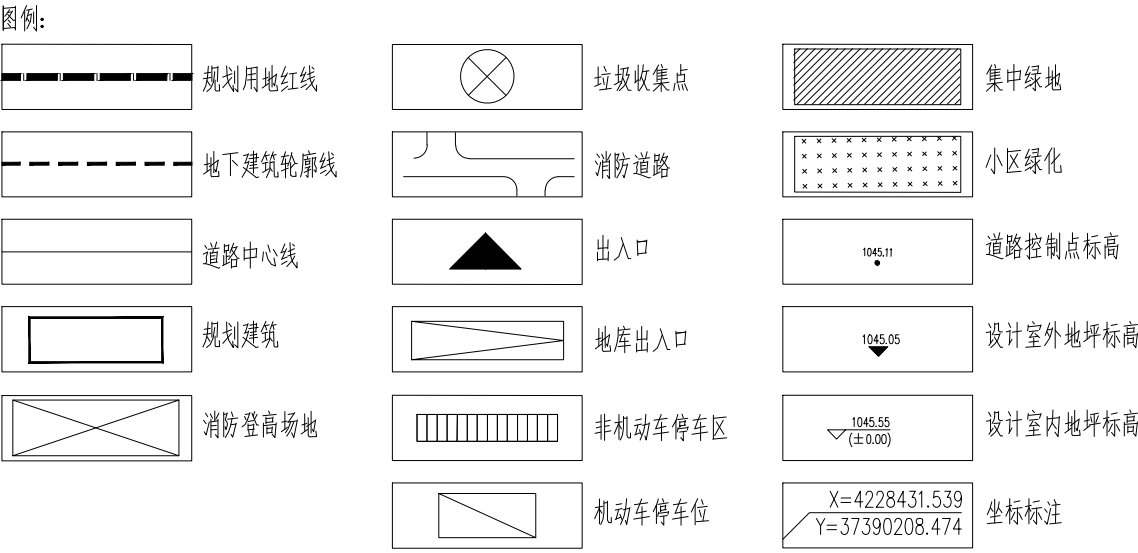 图例:
规划用地红线
地下建筑轮廓线
道路中心线
规划建筑
消防登高场地
垃圾收集点
消防道路
出入口
地库出入口
非机动车停车区
机动车停车位
集中绿地
小区绿化
1045.11
道路控制点标高
1045.05
设计室外地坪标高
1045.55
(±0.00)
设计室内地坪标高
X=4228431.539
Y=37390208.474
坐标标注